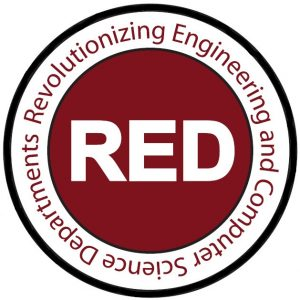 Revolutionizing Engineering and Computer Science Departments
RED